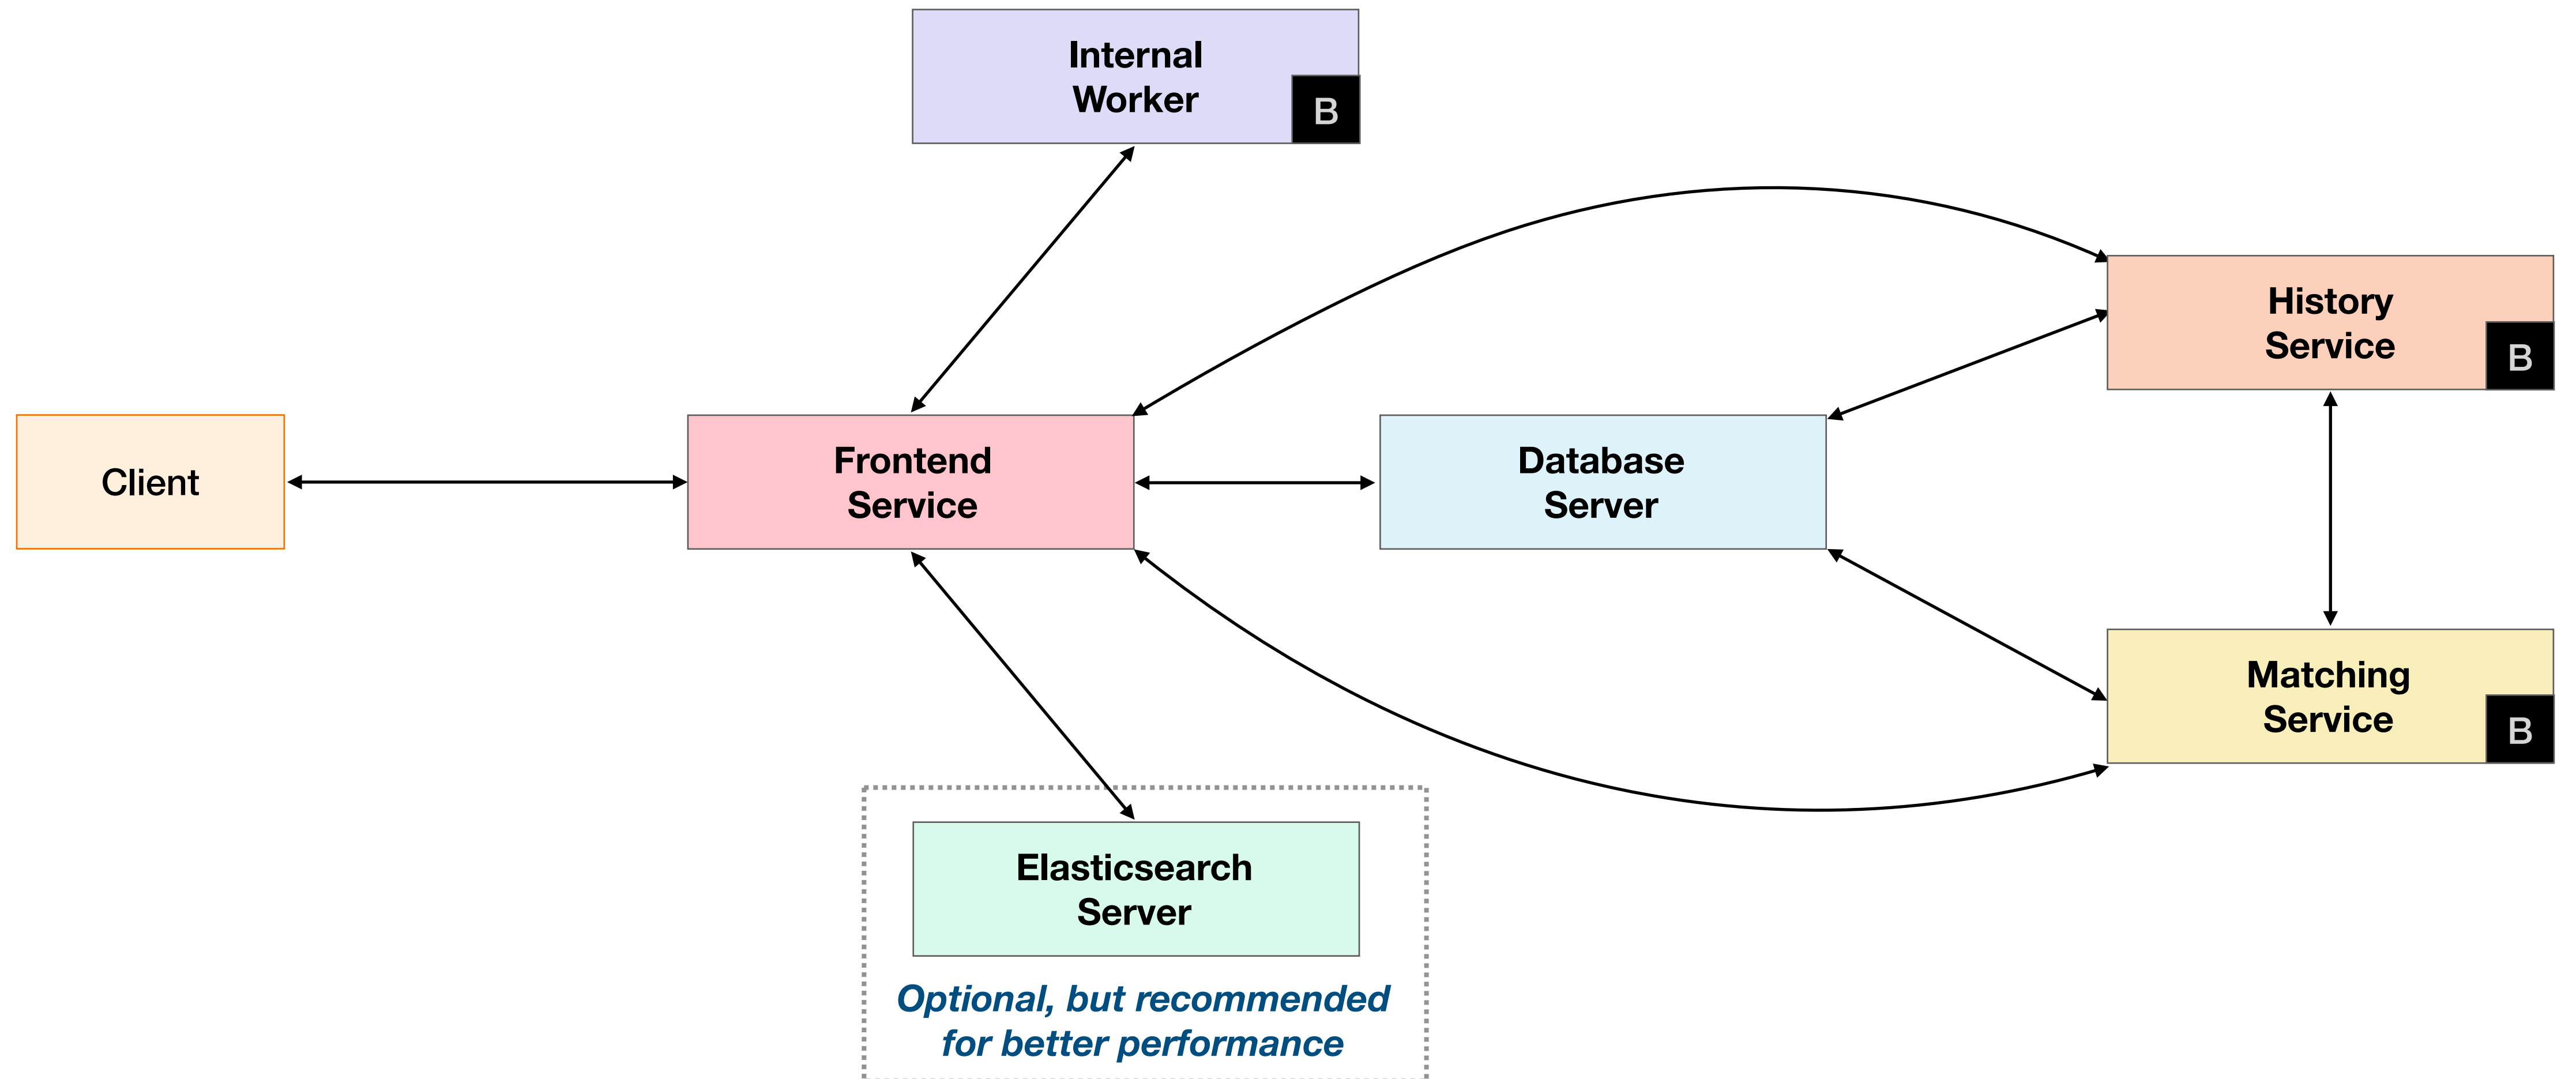 Internal
Worker
B
History
Service
B
Client
Frontend
Service
Database
Server
Matching
Service
B
Elasticsearch
Server
Optional, but recommended
for better performance